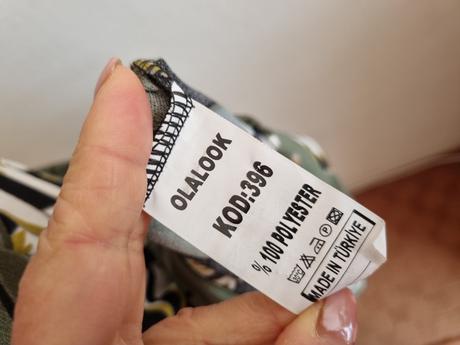 OLALOOK
KOD:396
% 100 POLYESTER
MADE IN TÜRKİYE